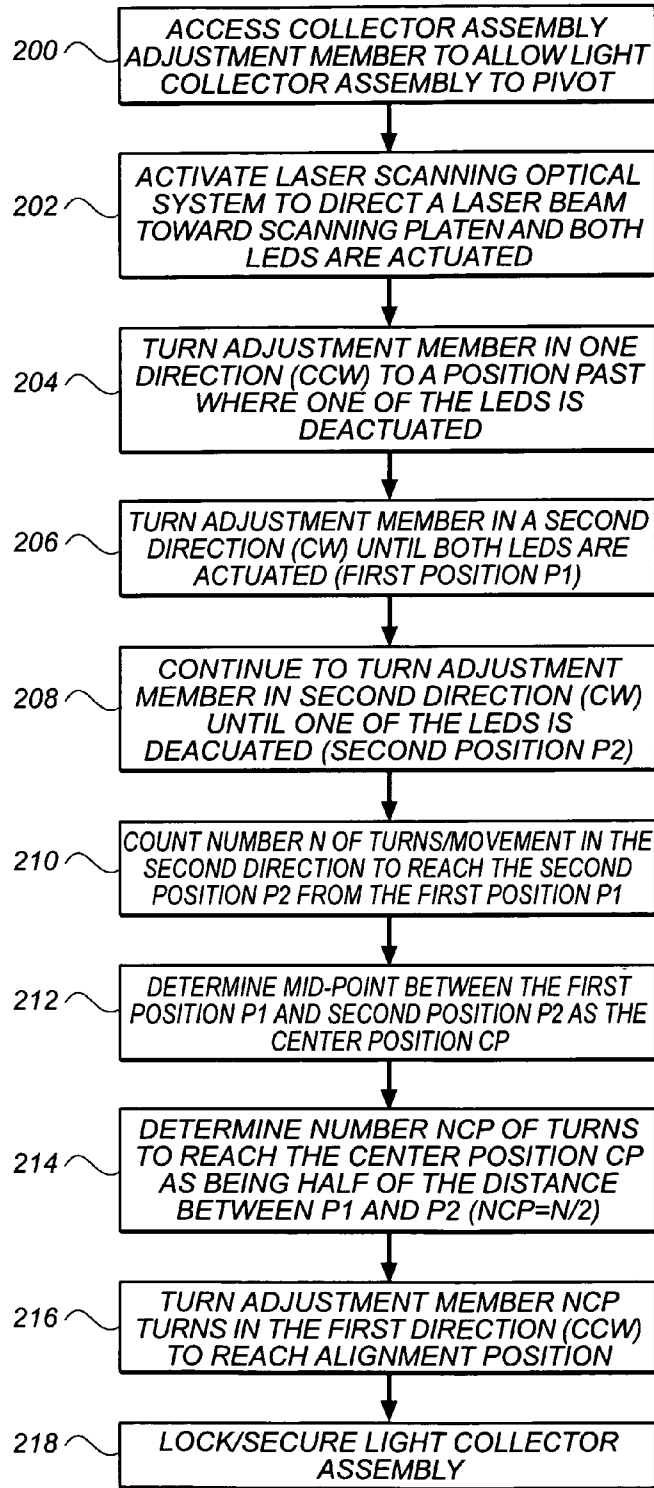 200
ACCESS COLLECTOR ASSEMBLY
ADJUSTMENT MEMBER TO ALLOW LIGHT
COLLECTOR ASSEMBLY TO PIVOT
202
ACTIVATE LASER SCANNING OPTICAL
SYSTEM TO DIRECT A LASER BEAM
TOWARD SCANNING PLATEN AND BOTH
LEDS ARE ACTUATED
204
TURN ADJUSTMENT MEMBER IN ONE
DIRECTION (CCW) TO A POSITION PAST
WHERE ONE OF THE LEDS IS
DEACTUATED
206
TURN ADJUSTMENT MEMBER IN A SECOND
DIRECTION (CW) UNTIL BOTH LEDS ARE
ACTUATED (FIRST POSITION P1)
208
CONTINUE TO TURN ADJUSTMENT
MEMBER IN SECOND DIRECTION (CW)
UNTIL ONE OF THE LEDS IS
DEACUATED (SECOND POSITION P2)
210
COUNT NUMBER N OF TURNS/MOVEMENT IN THE
SECOND DIRECTION TO REACH THE SECOND
POSITION P2 FROM THE FIRST POSITION P1
212
DETERMINE MID-POINT BETWEEN THE FIRST
POSITION P1 AND SECOND POSITION P2 AS THE
CENTER POSITION CP
214
DETERMINE NUMBER NCP OF TURNS
TO REACH THE CENTER POSITION CP
AS BEING HALF OF THE DISTANCE
BETWEEN P1 AND P2 (NCP=N/2)
216
TURN ADJUSTMENT MEMBER NCP
TURNS IN THE FIRST DIRECTION (CCW)
TO REACH ALIGNMENT POSITION
218
LOCK/SECURE LIGHT COLLECTOR
ASSEMBLY